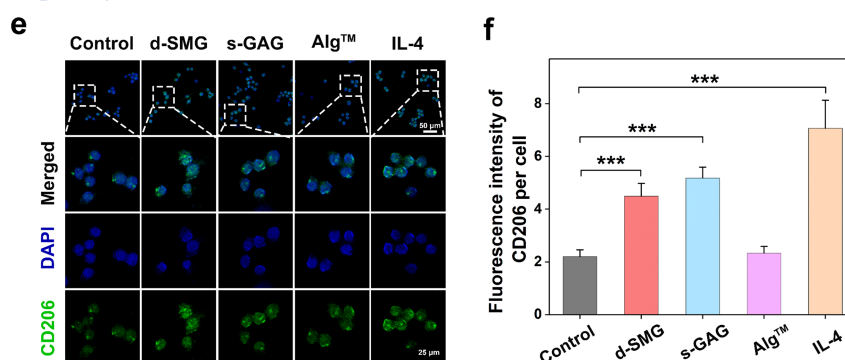 e
Control d-SMG s-GAG Alg™ IL-4
50 μm
Merged
DAPI
CD206
25 μm
f
Fluorescence intensity of
CD206 per cell
8
6
4
2
0
***
***
***
Control d-SMG s-GAG Alg™ IL-4